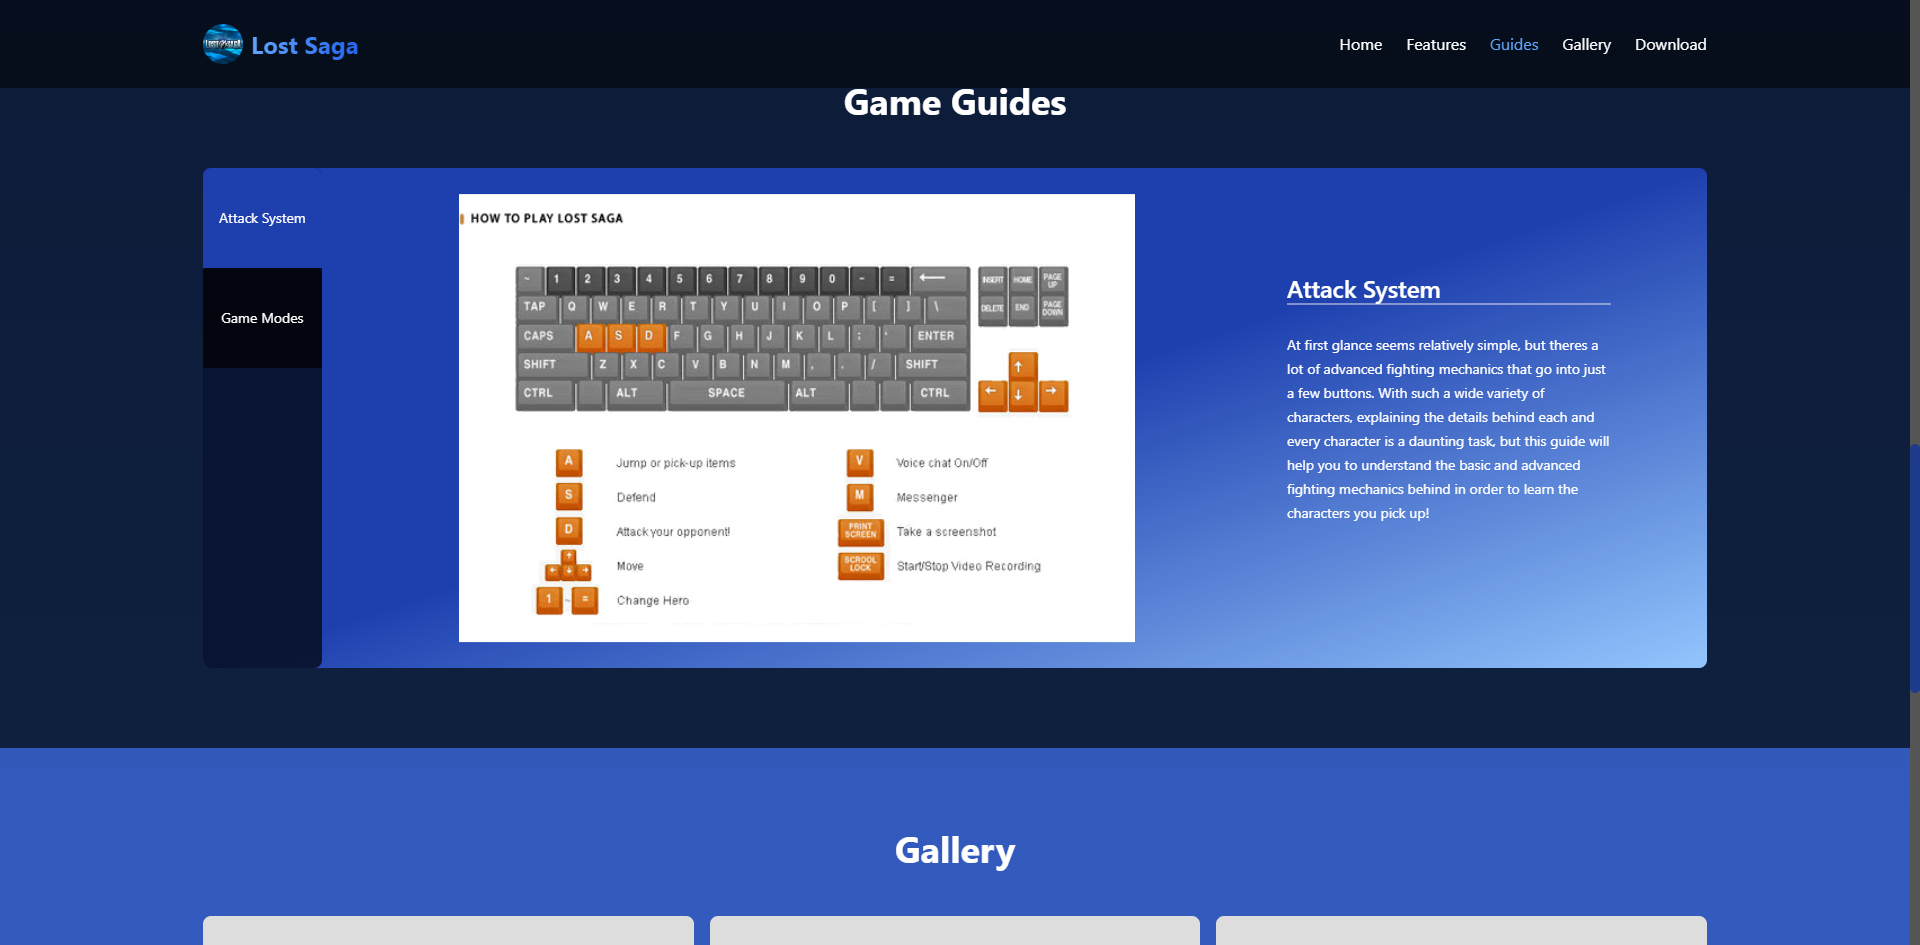 LOST SAGA
Lost Saga
Home
Features
Guides
Gallery
Download
Game Guides
Attack System
Game Modes
HOW TO PLAY LOST SAGA
~ 1 2 3 4 5 6 7 8 9 0 - =
TAP Q W E R T Y U I O P [ ] \
CAPS A S D F G H J K L ; ' ENTER
SHIFT Z X C V B N M , . / SHIFT
CTRL ALT SPACE ALT CTRL
INSERT HOME PAGE UP
DELETE END PAGE DOWN
↑
← ↓ →
A Jump or pick-up items
S Defend
D Attack your opponent!
↑
← ↓ → Move
1 ~ = Change Hero
V Voice chat On/Off
M Messenger
PRINT SCREEN Take a screenshot
SCROOL LOCK Start/Stop Video Recording
Attack System
At first glance seems relatively simple, but theres a
lot of advanced fighting mechanics that go into just
a few buttons. With such a wide variety of
characters, explaining the details behind each and
every character is a daunting task, but this guide will
help you to understand the basic and advanced
fighting mechanics behind in order to learn the
characters you pick up!
Gallery